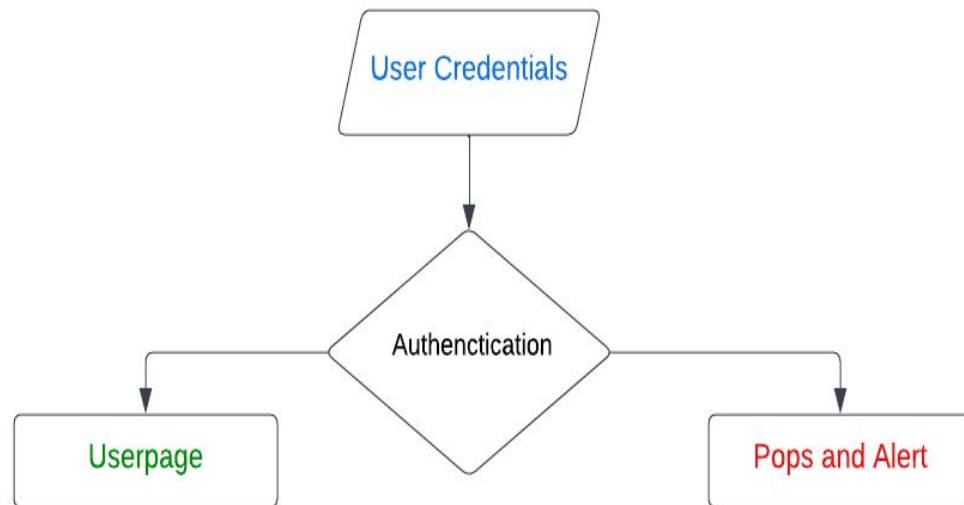 User Credentials
Authenctication
Userpage
Pops and Alert